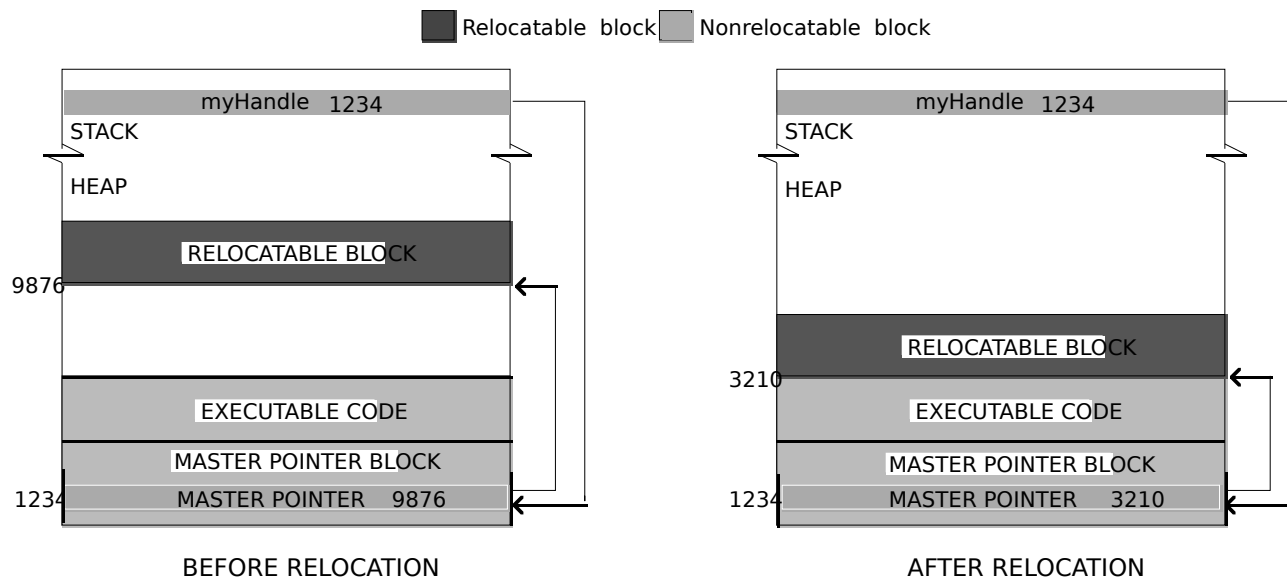 Relocatable block
Nonrelocatable block
myHandle 1234
STACK
HEAP
RELOCATABLE BLOCK
9876
EXECUTABLE CODE
MASTER POINTER BLOCK
1234
MASTER POINTER 9876
BEFORE RELOCATION
myHandle 1234
STACK
HEAP
RELOCATABLE BLOCK
3210
EXECUTABLE CODE
MASTER POINTER BLOCK
1234
MASTER POINTER 3210
AFTER RELOCATION